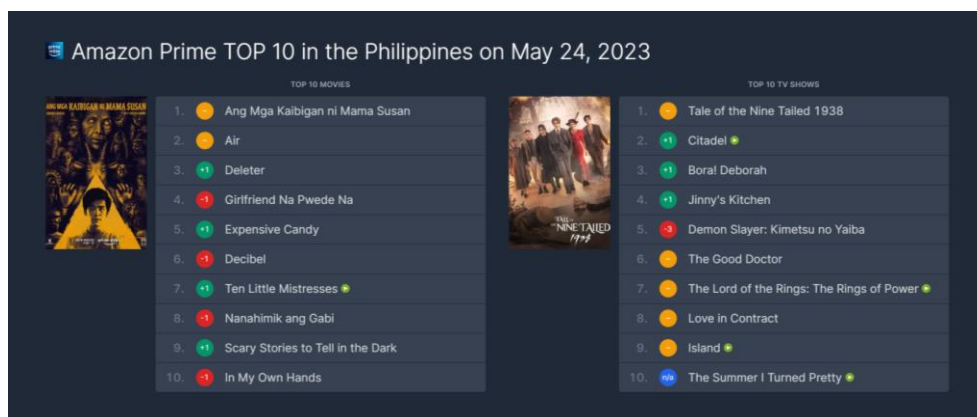 Amazon Prime TOP 10 in the Philippines on May 24, 2023
TOP 10 MOVIES
ANG MGA KAIBIGAN NI MAMA SUSAN
1. – Ang Mga Kaibigan ni Mama Susan
2. – Air
3. +1 Deleter
4. -1 Girlfriend Na Pwede Na
5. +1 Expensive Candy
6. -1 Decibel
7. +1 Ten Little Mistresses
8. -1 Nanahimik ang Gabi
9. +1 Scary Stories to Tell in the Dark
10. -1 In My Own Hands
TOP 10 TV SHOWS
TALE OF
THE NINE TAILED
1938
1. – Tale of the Nine Tailed 1938
2. +1 Citadel
3. +1 Bora! Deborah
4. +1 Jinny's Kitchen
5. -3 Demon Slayer: Kimetsu no Yaiba
6. – The Good Doctor
7. – The Lord of the Rings: The Rings of Power
8. – Love in Contract
9. – Island
10. n/a The Summer I Turned Pretty